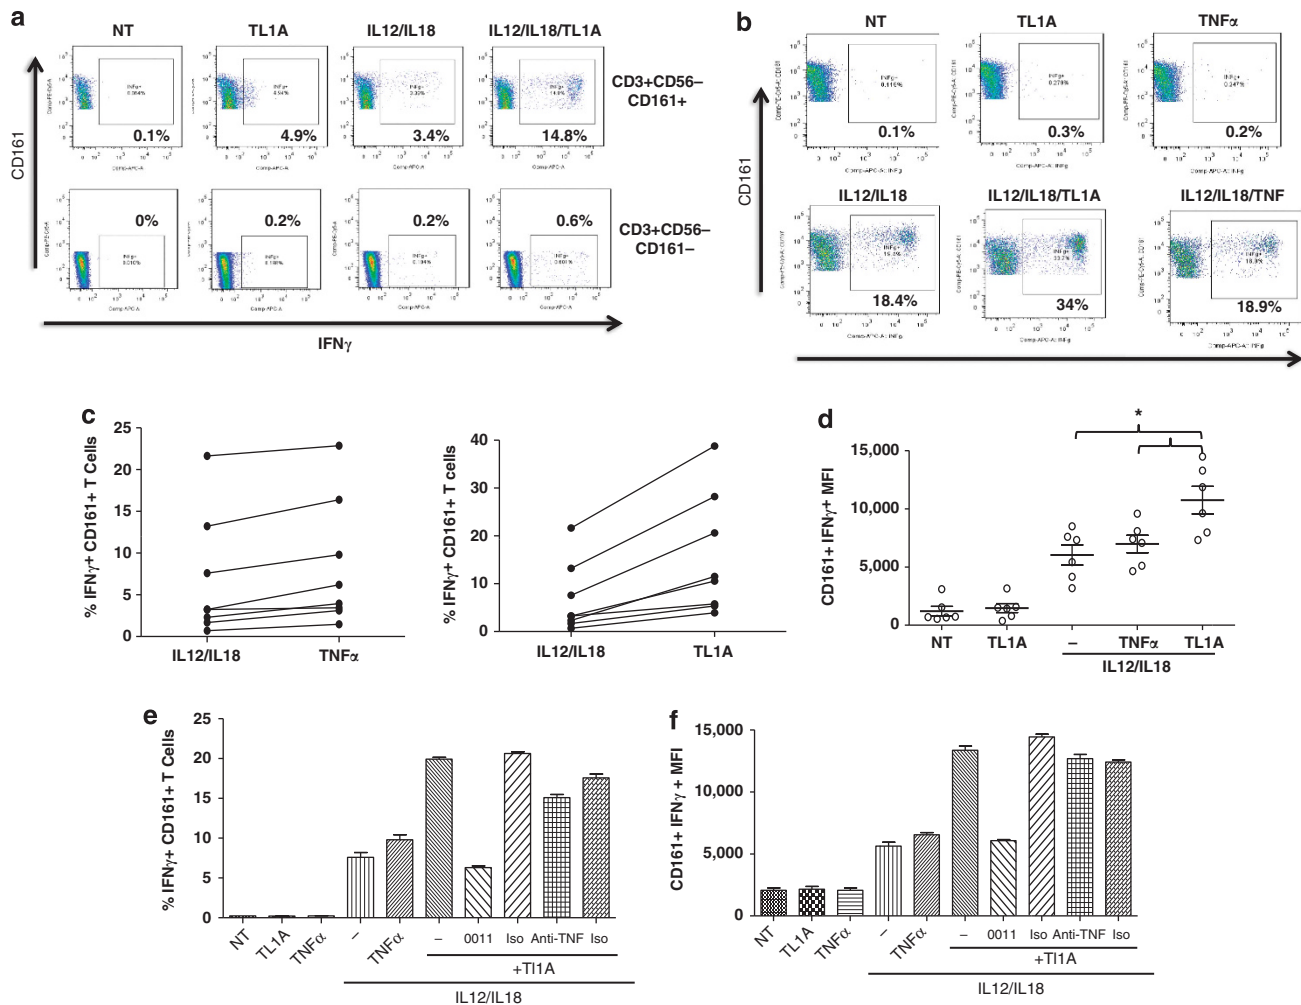 a
NT TL1A IL12/IL18 IL12/IL18/TL1A
CD161
0.1% 4.9% 3.4% 14.8%
CD3+CD56−
CD161+
0% 0.2% 0.2% 0.6%
CD3+CD56−
CD161−
IFNγ
b
NT TL1A TNFα
CD161
0.1% 0.3% 0.2%
IL12/IL18 IL12/IL18/TL1A IL12/IL18/TNF
18.4% 34% 18.9%
c
% IFNγ+ CD161+ T Cells
25
20
15
10
5
0
IL12/IL18 TNFα
% IFNγ+ CD161+ T cells
40
30
20
10
0
IL12/IL18 TL1A
d
*
CD161+ IFNγ+ MFI
15,000
10,000
5,000
0
NT TL1A – TNFα TL1A
IL12/IL18
e
% IFNγ+ CD161+ T Cells
25
20
15
10
5
0
NT TL1A TNFα – TNFα – 0011 Iso Anti-TNF Iso
+Tl1A
IL12/IL18
f
CD161+ IFNγ + MFI
15,000
10,000
5,000
0
NT TL1A TNFα – TNFα – 0011 Iso Anti-TNF Iso
+Tl1A
IL12/IL18